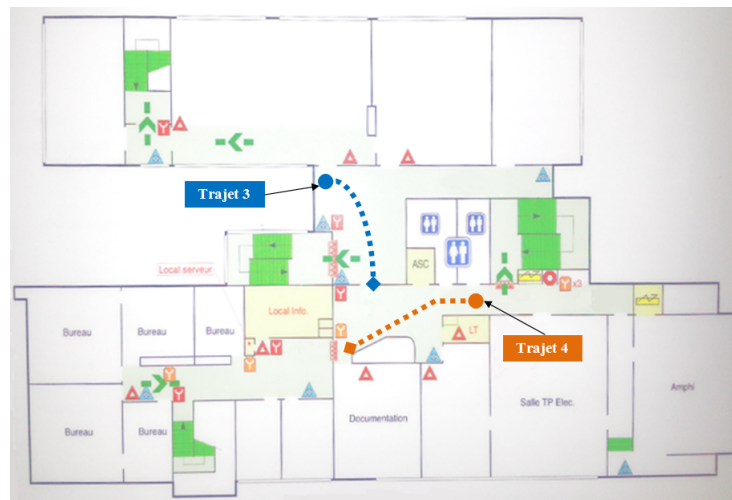 Trajet 3
ASC
Local serveur
x3
Local Info.
Bureau
Bureau
Bureau
LT
Trajet 4
Amphi
Salle TP Elec.
Documentation
Bureau
Bureau